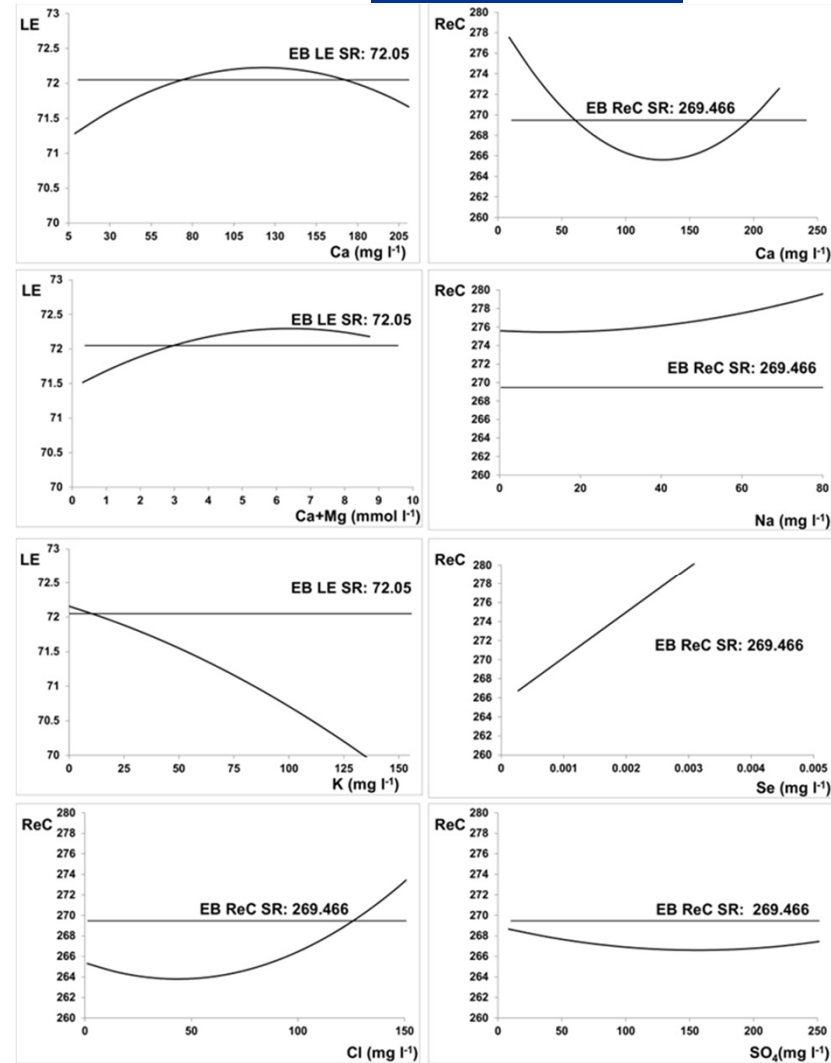 LE
73
72.5
72
71.5
71
70.5
70
EB LE SR: 72.05
5 30 55 80 105 130 155 180 205
Ca (mg l-1)
ReC
280
278
276
274
272
270
268
266
264
262
260
EB ReC SR: 269.466
0 50 100 150 200 250
Ca (mg l-1)
LE
73
72.5
72
71.5
71
70.5
70
EB LE SR: 72.05
0 1 2 3 4 5 6 7 8 9 10
Ca+Mg (mmol l-1)
ReC
280
278
276
274
272
270
268
266
264
262
260
EB ReC SR: 269.466
0 20 40 60 80
Na (mg l-1)
LE
73
72.5
72
71.5
71
70.5
70
EB LE SR: 72.05
0 25 50 75 100 125 150
K (mg l-1)
ReC
280
278
276
274
272
270
268
266
264
262
260
EB ReC SR: 269.466
0 0.001 0.002 0.003 0.004 0.005
Se (mg l-1)
ReC
280
278
276
274
272
270
268
266
264
262
260
EB ReC SR: 269.466
0 50 100 150
Cl (mg l-1)
ReC
280
278
276
274
272
270
268
266
264
262
260
EB ReC SR: 269.466
0 50 100 150 200 250
SO4(mg l-1)